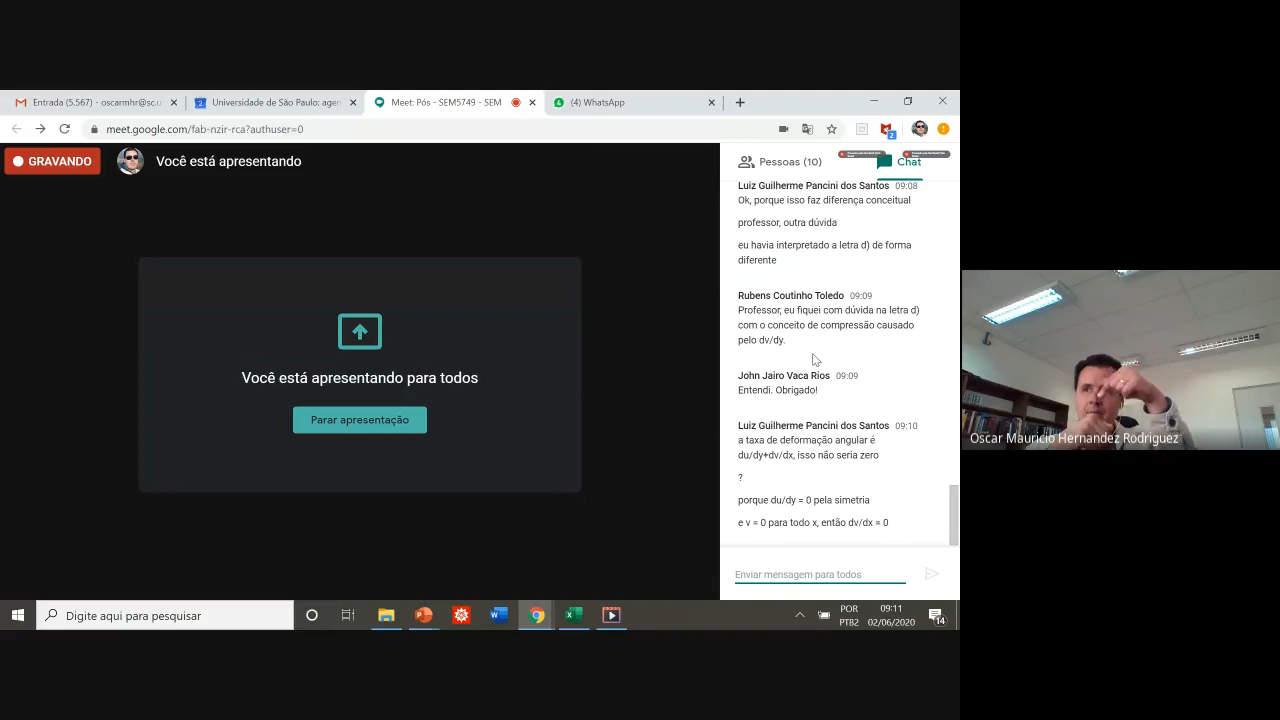 Entrada (5.567) - oscarmhr@sc.u
Universidade de São Paulo: agen
Meet: Pós - SEM5749 - SEM
(4) WhatsApp
meet.google.com/fab-nzir-rca?authuser=0
2
GRAVANDO
Você está apresentando
Pessoas (10)
Chat
Luiz Guilherme Pancini dos Santos 09:08
Ok, porque isso faz diferença conceitual
professor, outra dúvida
eu havia interpretado a letra d) de forma
diferente
Rubens Coutinho Toledo 09:09
Professor, eu fiquei com dúvida na letra d)
com o conceito de compressão causado
pelo dv/dy.
John Jairo Vaca Rios 09:09
Entendi. Obrigado!
Luiz Guilherme Pancini dos Santos 09:10
a taxa de deformação angular é
du/dy+dv/dx, isso não seria zero
?
porque du/dy = 0 pela simetria
e v = 0 para todo x, então dv/dx = 0
Enviar mensagem para todos
Você está apresentando para todos
Parar apresentação
Oscar Mauricio Hernandez Rodriguez
Digite aqui para pesquisar
POR
PTB2
09:11
02/06/2020
14